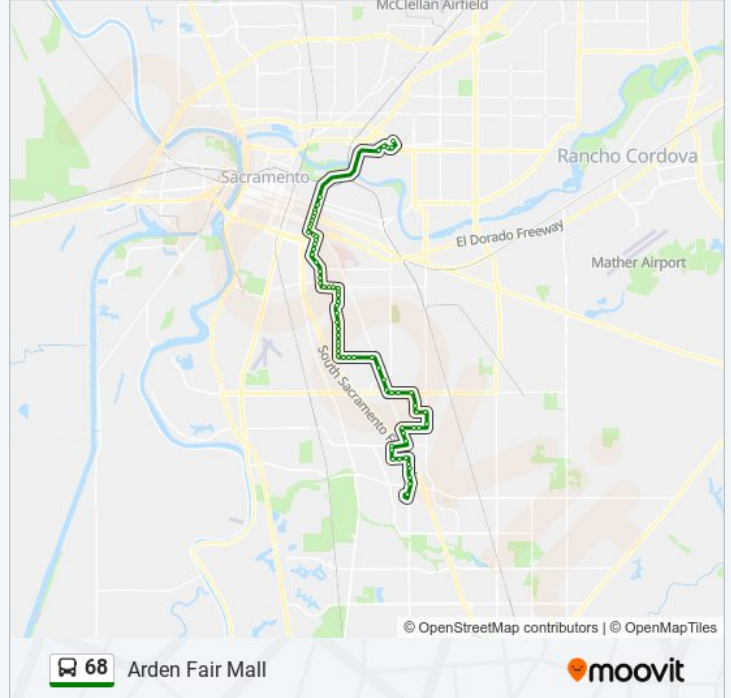 McClellan Airfield
Rancho Cordova
Sacramento
El Dorado Freeway
Mather Airport
South Sacramento F
© OpenStreetMap contributors | © OpenMapTiles
68 Arden Fair Mall
moovit